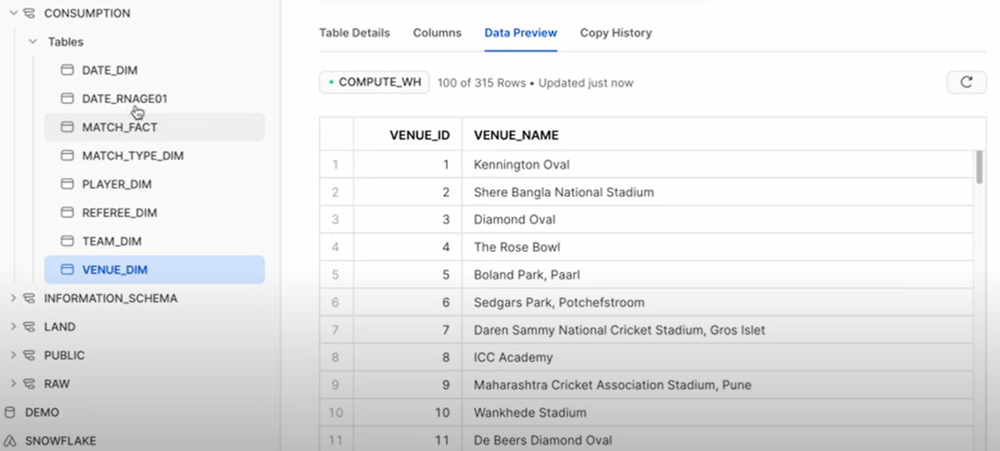 CONSUMPTION
Tables
DATE_DIM
DATE_RNAGE01
MATCH_FACT
MATCH_TYPE_DIM
PLAYER_DIM
REFEREE_DIM
TEAM_DIM
VENUE_DIM
INFORMATION_SCHEMA
LAND
PUBLIC
RAW
DEMO
SNOWFLAKE
Table Details Columns Data Preview Copy History
COMPUTE_WH 100 of 315 Rows • Updated just now
VENUE_ID VENUE_NAME
1 1 Kennington Oval
2 2 Shere Bangla National Stadium
3 3 Diamond Oval
4 4 The Rose Bowl
5 5 Boland Park, Paarl
6 6 Sedgars Park, Potchefstroom
7 7 Daren Sammy National Cricket Stadium, Gros Islet
8 8 ICC Academy
9 9 Maharashtra Cricket Association Stadium, Pune
10 10 Wankhede Stadium
11 11 De Beers Diamond Oval